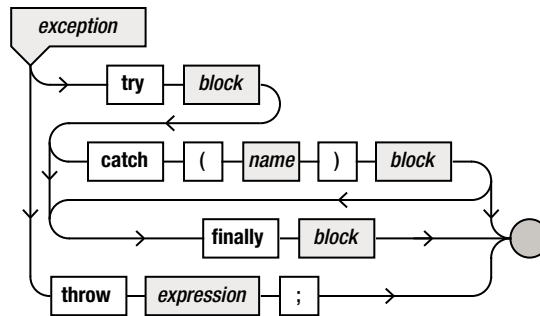 exception
try block
catch ( name ) block
finally block
throw expression ;